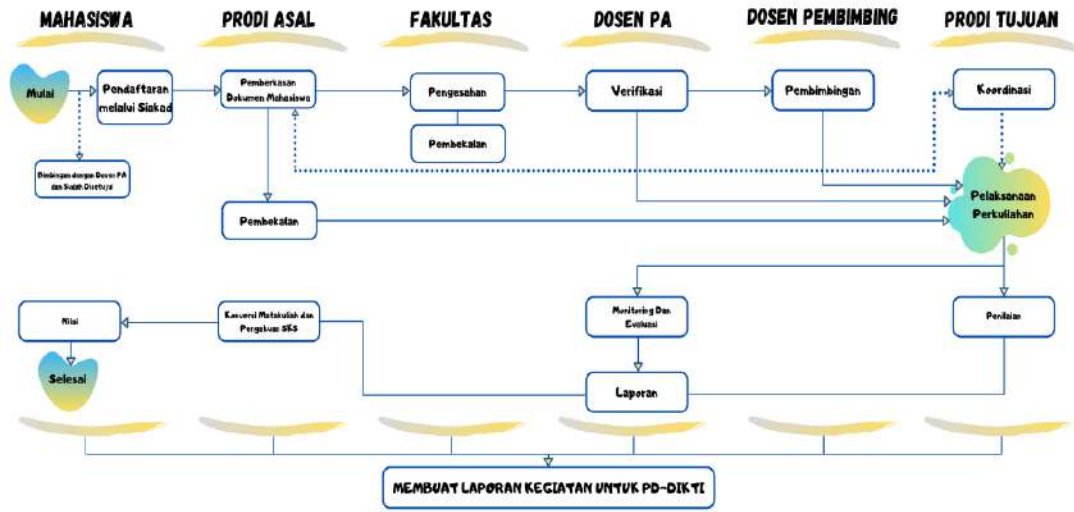 MAHASISWA
PRODI ASAL
FAKULTAS
DOSEN PA
DOSEN PEMBIMBING
PRODI TUJUAN
Mulai
Pendaftaran
melalui Siakad
Pemberkasan
Dokumen Mahasiswa
Pengesahan
Verifikasi
Pembimbingan
Koordinasi
Pembekalan
Bimbingan dengan Dosen PA
dan Sudah Disetujui
Pembekalan
Pelaksanaan
Perkuliahan
Nilai
Konversi Matakuliah dan
Pengakuan SKS
Monitoring Dan
Evaluasi
Penilaian
Selesai
Laporan
MEMBUAT LAPORAN KEGIATAN UNTUK PD-DIKTI